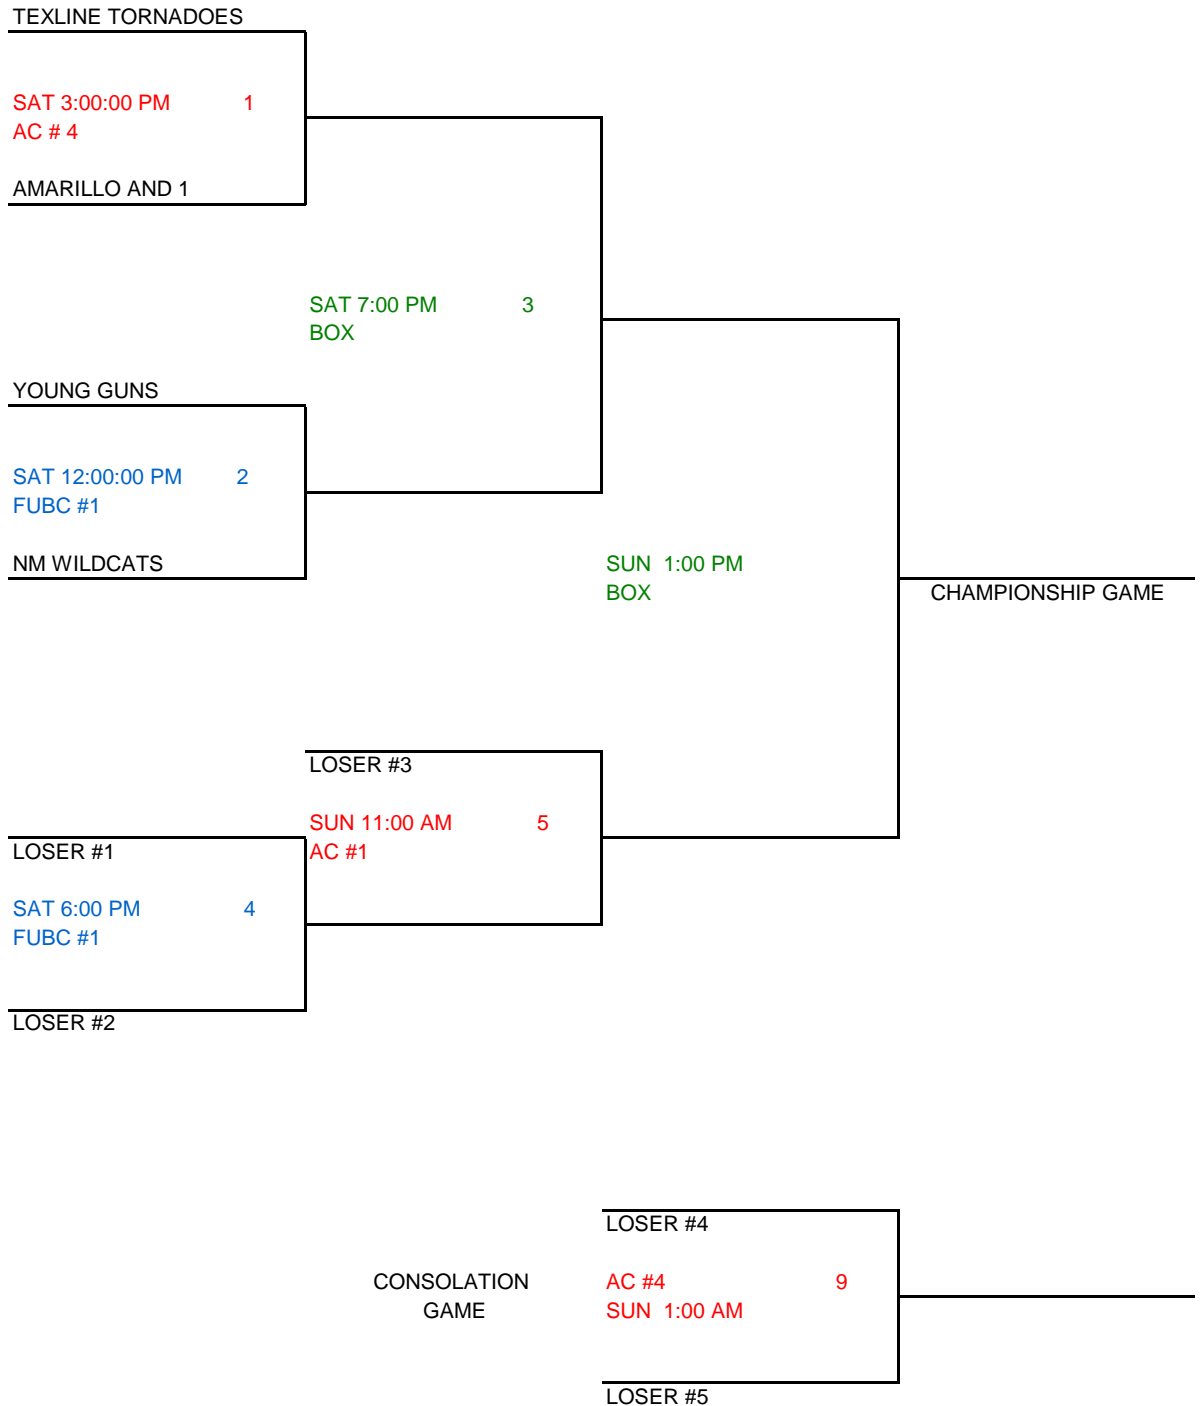 TEXLINE TORNADOES
SAT 3:00:00 PM 1
AC # 4
AMARILLO AND 1
SAT 7:00 PM 3
BOX
YOUNG GUNS
SAT 12:00:00 PM 2
FUBC #1
NM WILDCATS
SUN 1:00 PM
BOX
CHAMPIONSHIP GAME
LOSER #3
SUN 11:00 AM 5
AC #1
LOSER #1
SAT 6:00 PM 4
FUBC #1
LOSER #2
LOSER #4
CONSOLATION
GAME
AC #4 9
SUN 1:00 AM
LOSER #5